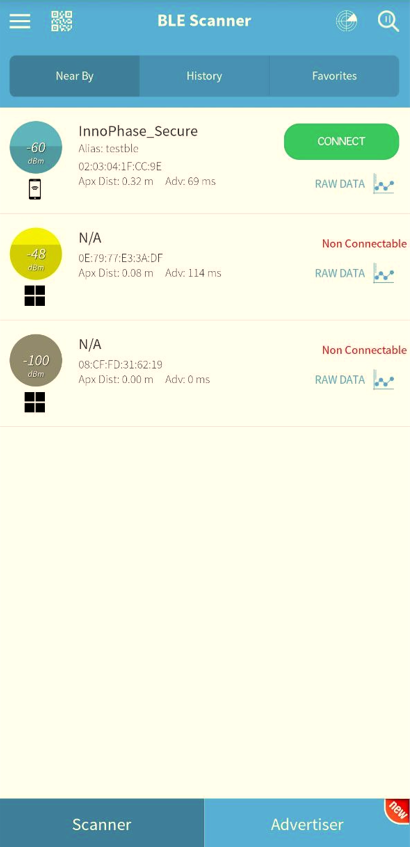 BLE Scanner
Near By History Favorites
-60
dBm
InnoPhase_Secure
Alias: testble
02:03:04:1F:CC:9E
Apx Dist: 0.32 m Adv: 69 ms
CONNECT
RAW DATA
-48
dBm
N/A
0E:79:77:E3:3A:DF
Apx Dist: 0.08 m Adv: 114 ms
Non Connectable
RAW DATA
-100
dBm
N/A
08:CF:FD:31:62:19
Apx Dist: 0.00 m Adv: 0 ms
Non Connectable
RAW DATA
Scanner Advertiser
new